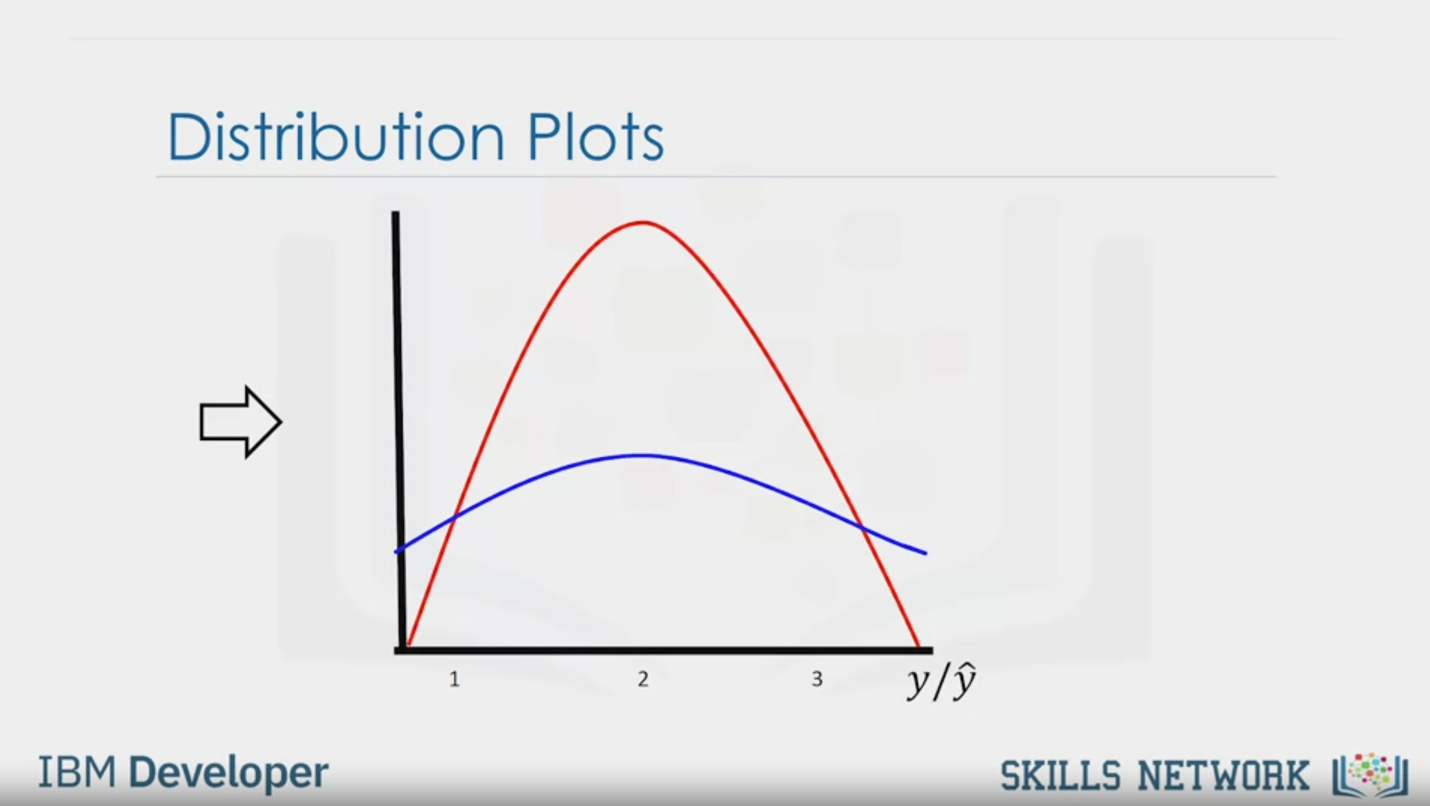 Distribution Plots
1 2 3 y/ŷ
IBM Developer
SKILLS NETWORK